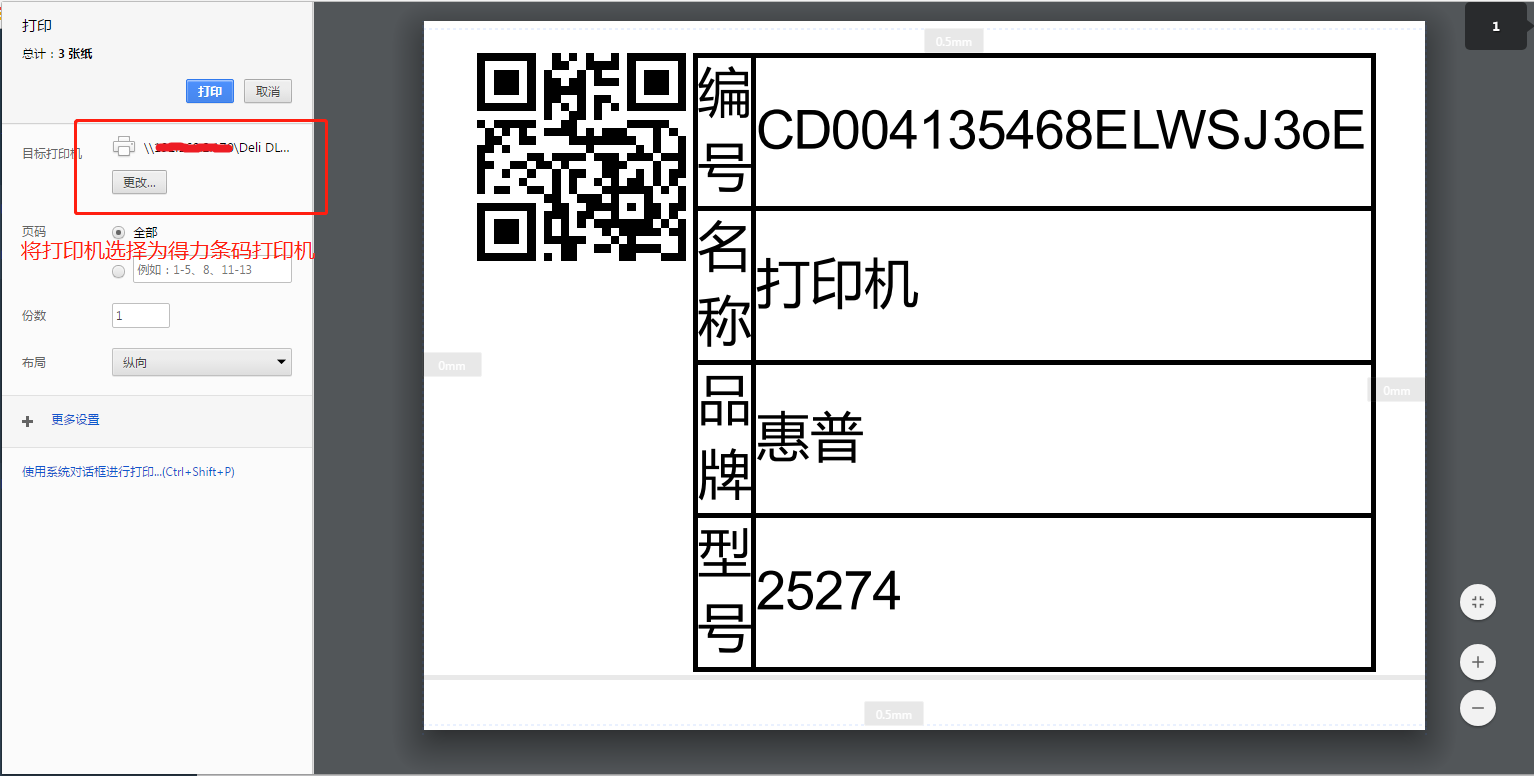 打印
总计：3 张纸
打印
取消
目标打印机
\Deli DL...
更改...
页码
全部
将打印机选择为得力条码打印机
例如：1-5、8、11-13
份数
1
布局
纵向
更多设置
使用系统对话框进行打印...(Ctrl+Shift+P)
0.5mm
编号
CD004135468ELWSJ3oE
名称
打印机
品牌
惠普
型号
25274
0mm
0mm
0.5mm
1